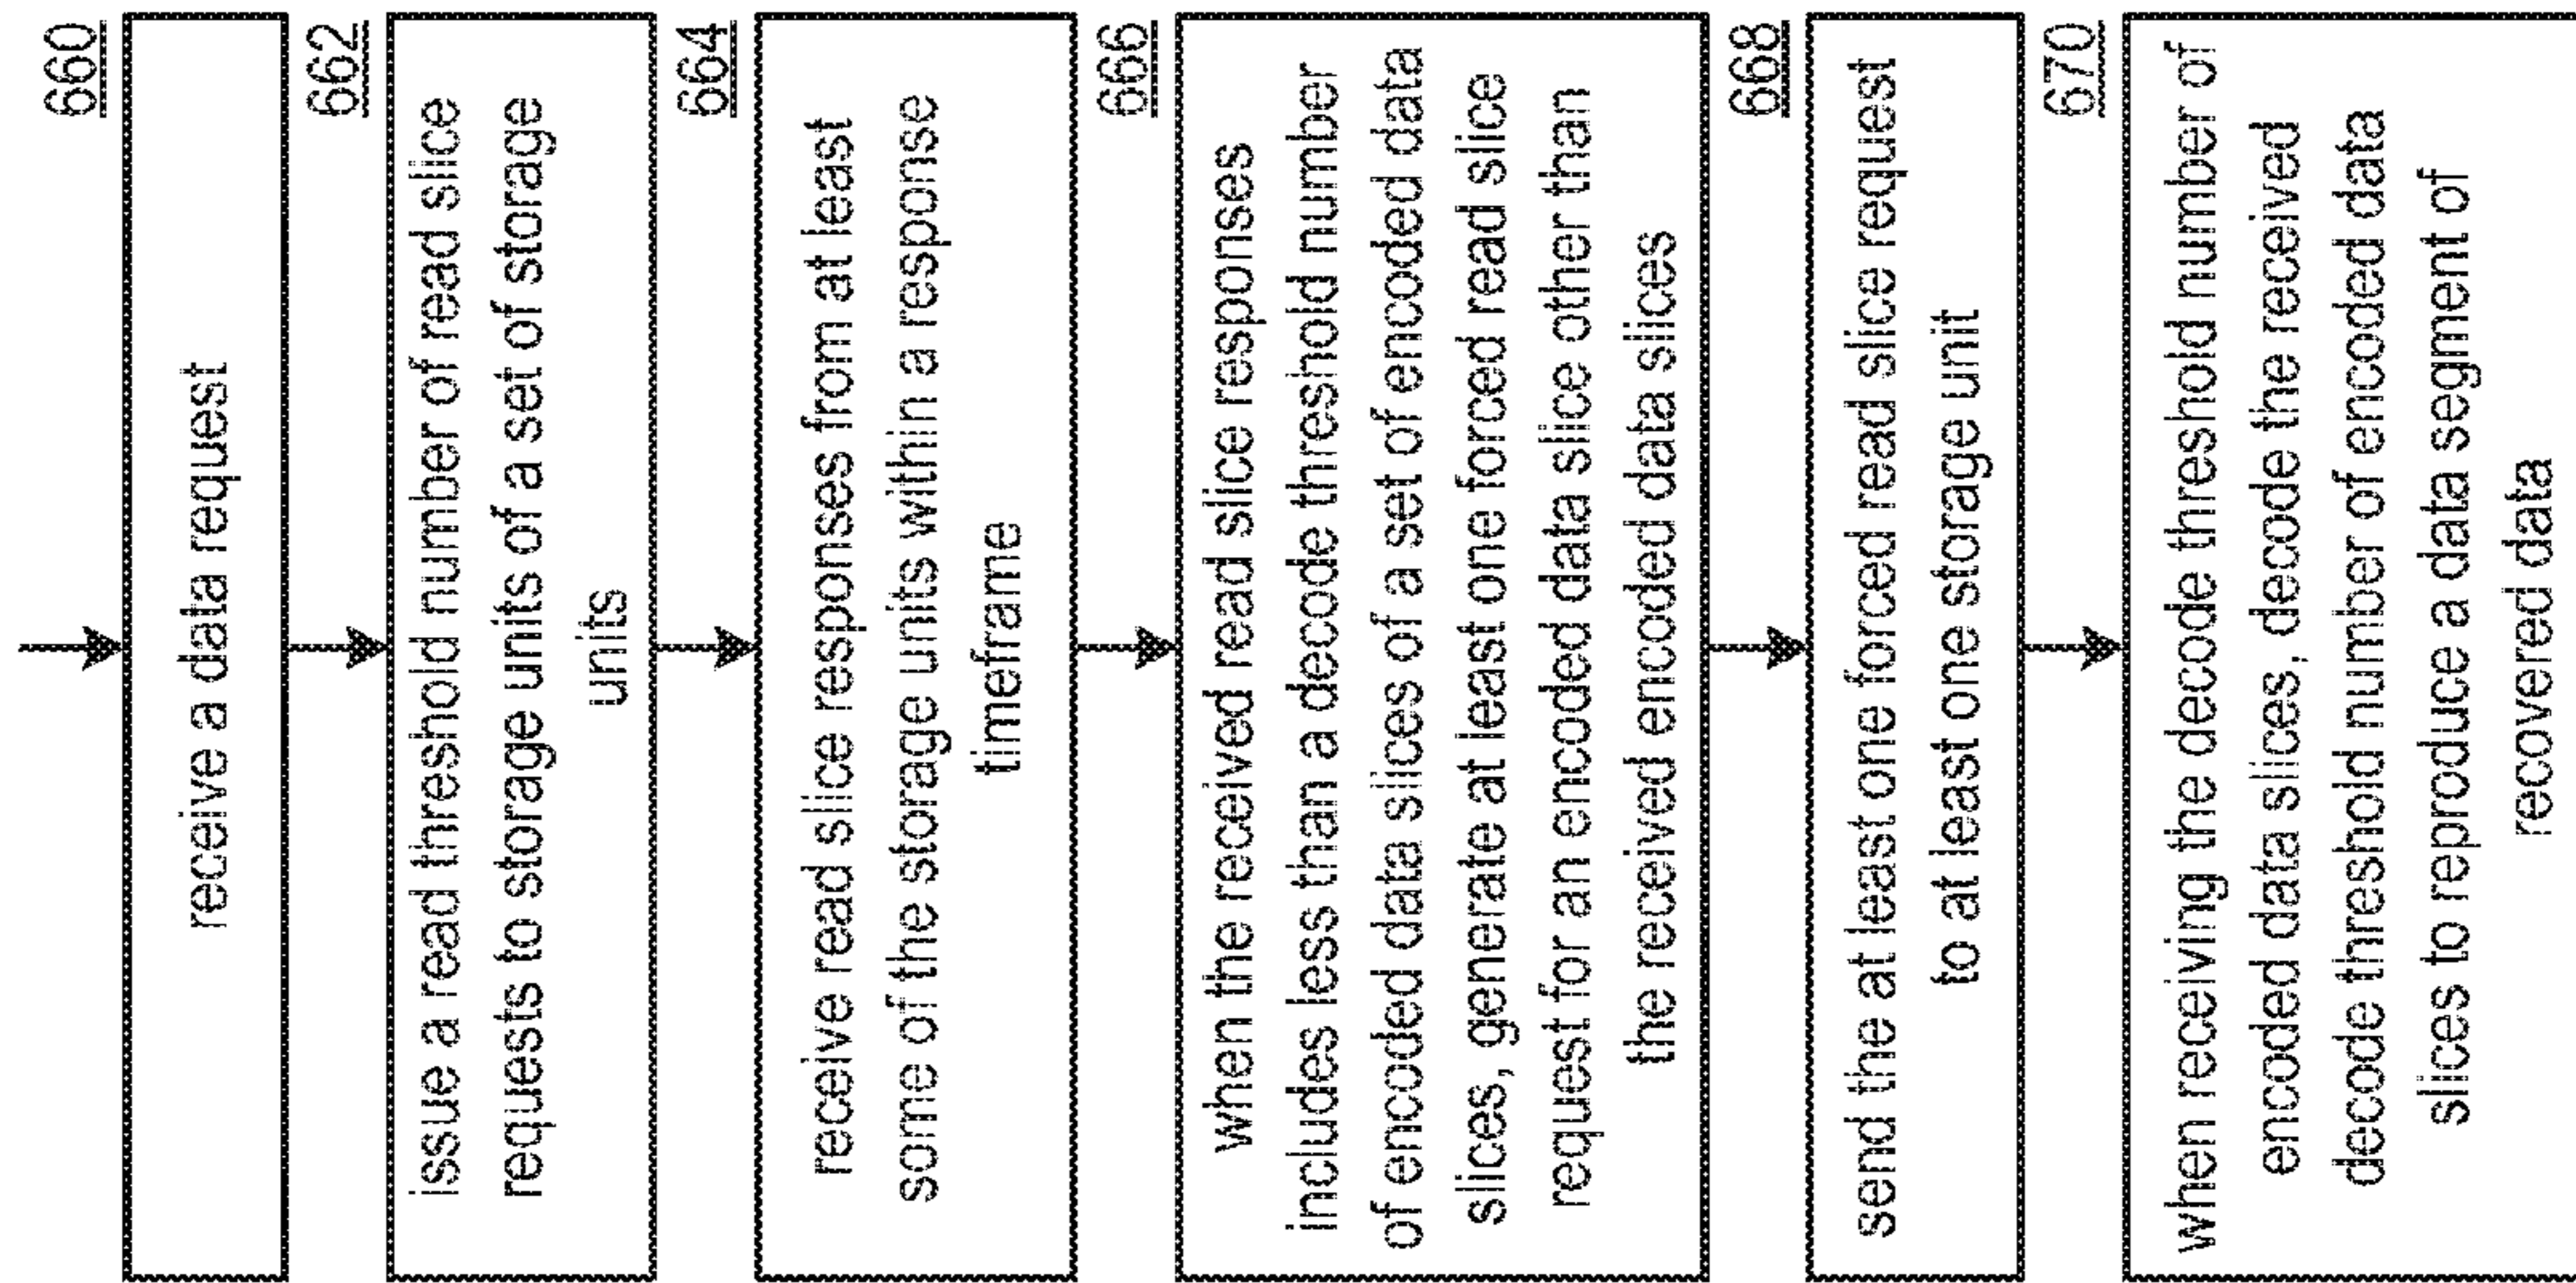 660
receive a data request
662
issue a read threshold number of read slice
requests to storage units of a set of storage
units
664
receive read slice responses from at least
some of the storage units within a response
timeframe
666
when the received read slice responses
includes less than a decode threshold number
of encoded data slices of a set of encoded data
slices, generate at least one forced read slice
request for an encoded data slice other than
the received encoded data slices
668
send the at least one forced read slice request
to at least one storage unit
670
when receiving the decode threshold number of
encoded data slices, decode the received
decode threshold number of encoded data
slices to reproduce a data segment of
recovered data